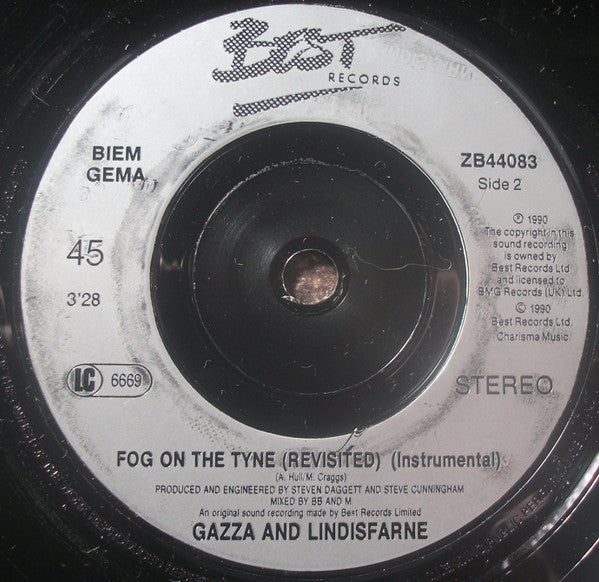 BEST
RECORDS
BIEM
GEMA
ZB44083
Side 2
45
3'28
℗ 1990
The copyright in this
sound recording
is owned by
Best Records Ltd
and licensed to
BMG Records (UK) Ltd.
© 1990
Best Records Ltd.
Charisma Music
LC 6669
STEREO
FOG ON THE TYNE (REVISITED) (Instrumental)
(A. Hull/M. Craggs)
PRODUCED AND ENGINEERED BY STEVEN DAGGETT AND STEVE CUNNINGHAM
MIXED BY BB AND M
An original sound recording made by Best Records Limited
GAZZA AND LINDISFARNE